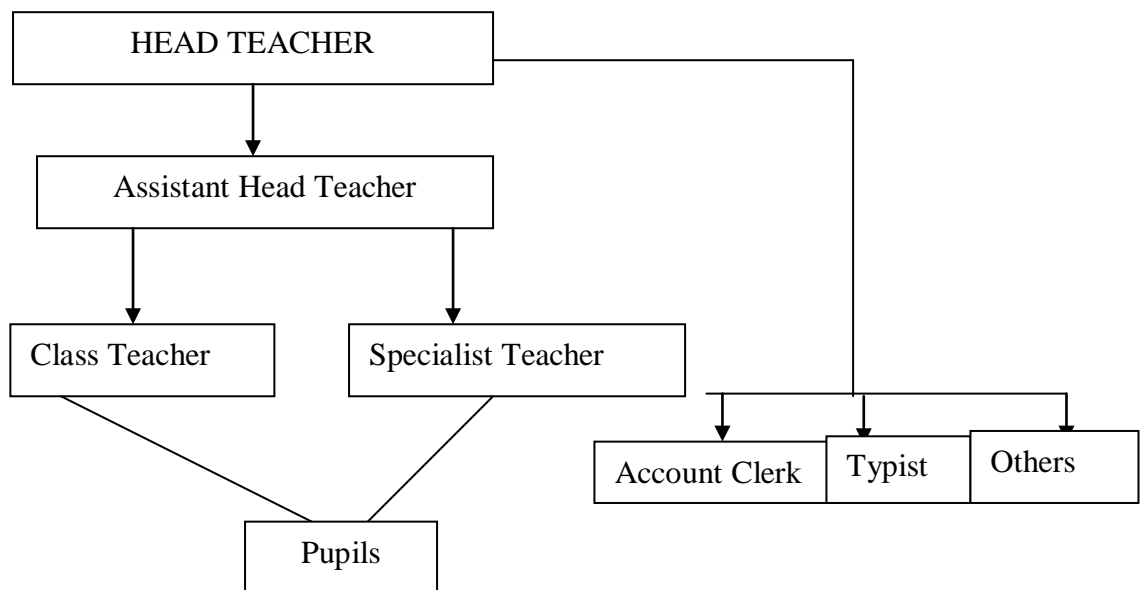 HEAD TEACHER
Assistant Head Teacher
Class Teacher
Specialist Teacher
Account Clerk
Typist
Others
Pupils